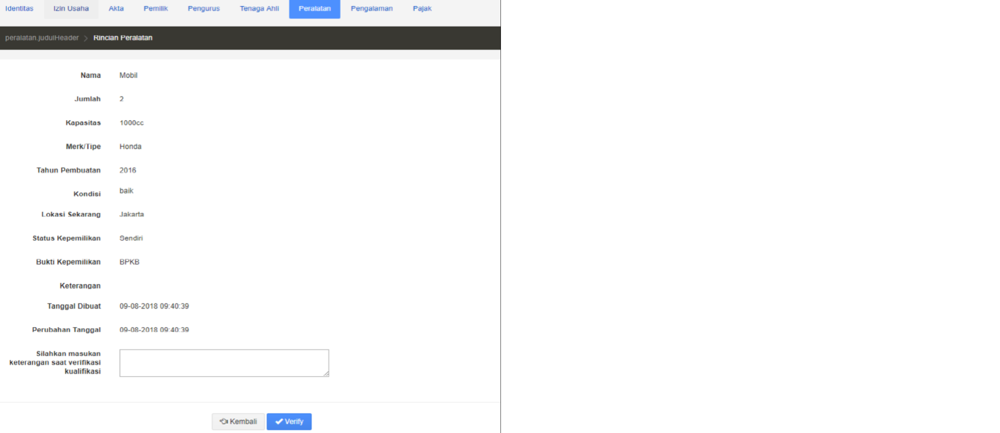 Identitas Izin Usaha Akta Pemilik Pengurus Tenaga Ahli Peralatan Pengalaman Pajak
peralatan.judulHeader > Rincian Peralatan
Nama Mobil
Jumlah 2
Kapasitas 1000cc
Merk/Tipe Honda
Tahun Pembuatan 2016
Kondisi baik
Lokasi Sekarang Jakarta
Status Kepemilikan Sendiri
Bukti Kepemilikan BPKB
Keterangan
Tanggal Dibuat 09-08-2018 09:40:39
Perubahan Tanggal 09-08-2018 09:40:39
Silahkan masukan
keterangan saat verifikasi
kualifikasi
Kembali Verify